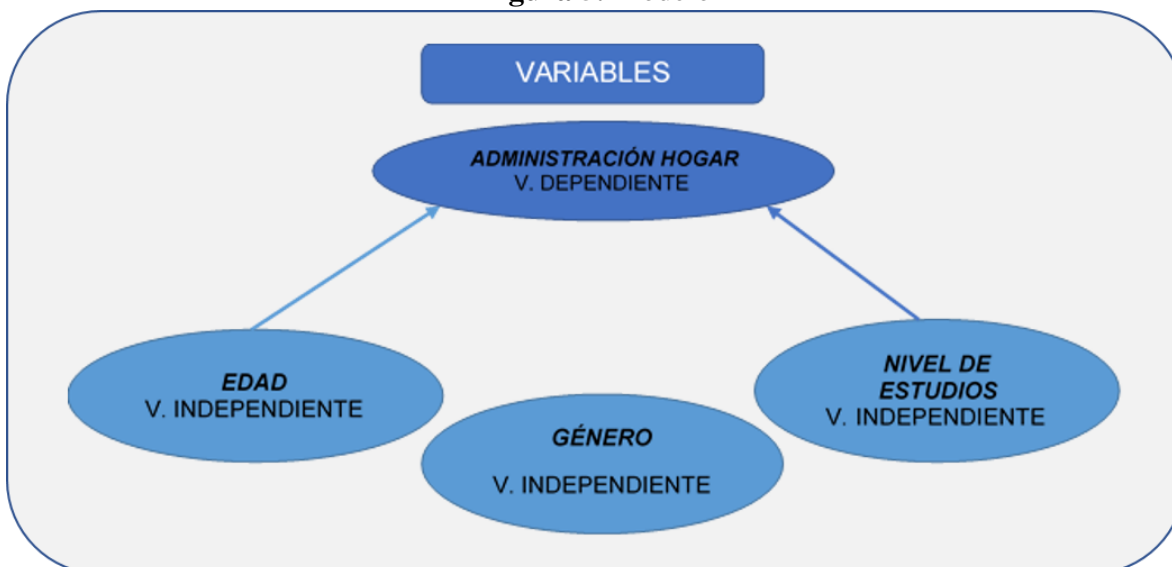 VARIABLES
ADMINISTRACIÓN HOGAR
V. DEPENDIENTE
EDAD
V. INDEPENDIENTE
NIVEL DE
ESTUDIOS
V. INDEPENDIENTE
GÉNERO
V. INDEPENDIENTE